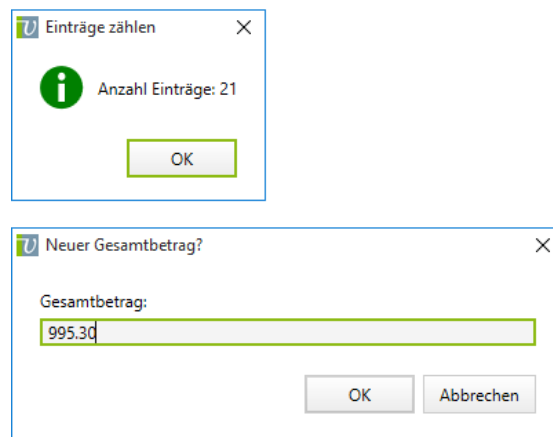 Einträge zählen
Anzahl Einträge: 21
OK
Neuer Gesamtbetrag?
Gesamtbetrag:
995.30
OK Abbrechen